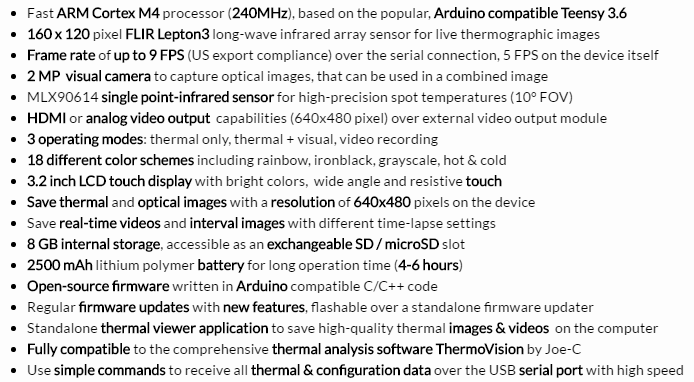 Fast ARM Cortex M4 processor (240MHz), based on the popular, Arduino compatible Teensy 3.6
160 x 120 pixel FLIR Lepton3 long-wave infrared array sensor for live thermographic images
Frame rate of up to 9 FPS (US export compliance) over the serial connection, 5 FPS on the device itself
2 MP visual camera to capture optical images, that can be used in a combined image
MLX90614 single point-infrared sensor for high-precision spot temperatures (10° FOV)
HDMI or analog video output capabilities (640x480 pixel) over external video output module
3 operating modes: thermal only, thermal + visual, video recording
18 different color schemes including rainbow, ironblack, grayscale, hot & cold
3.2 inch LCD touch display with bright colors, wide angle and resistive touch
Save thermal and optical images with a resolution of 640x480 pixels on the device
Save real-time videos and interval images with different time-lapse settings
8 GB internal storage, accessible as an exchangeable SD / microSD slot
2500 mAh lithium polymer battery for long operation time (4-6 hours)
Open-source firmware written in Arduino compatible C/C++ code
Regular firmware updates with new features, flashable over a standalone firmware updater
Standalone thermal viewer application to save high-quality thermal images & videos on the computer
Fully compatible to the comprehensive thermal analysis software ThermoVision by Joe-C
Use simple commands to receive all thermal & configuration data over the USB serial port with high speed